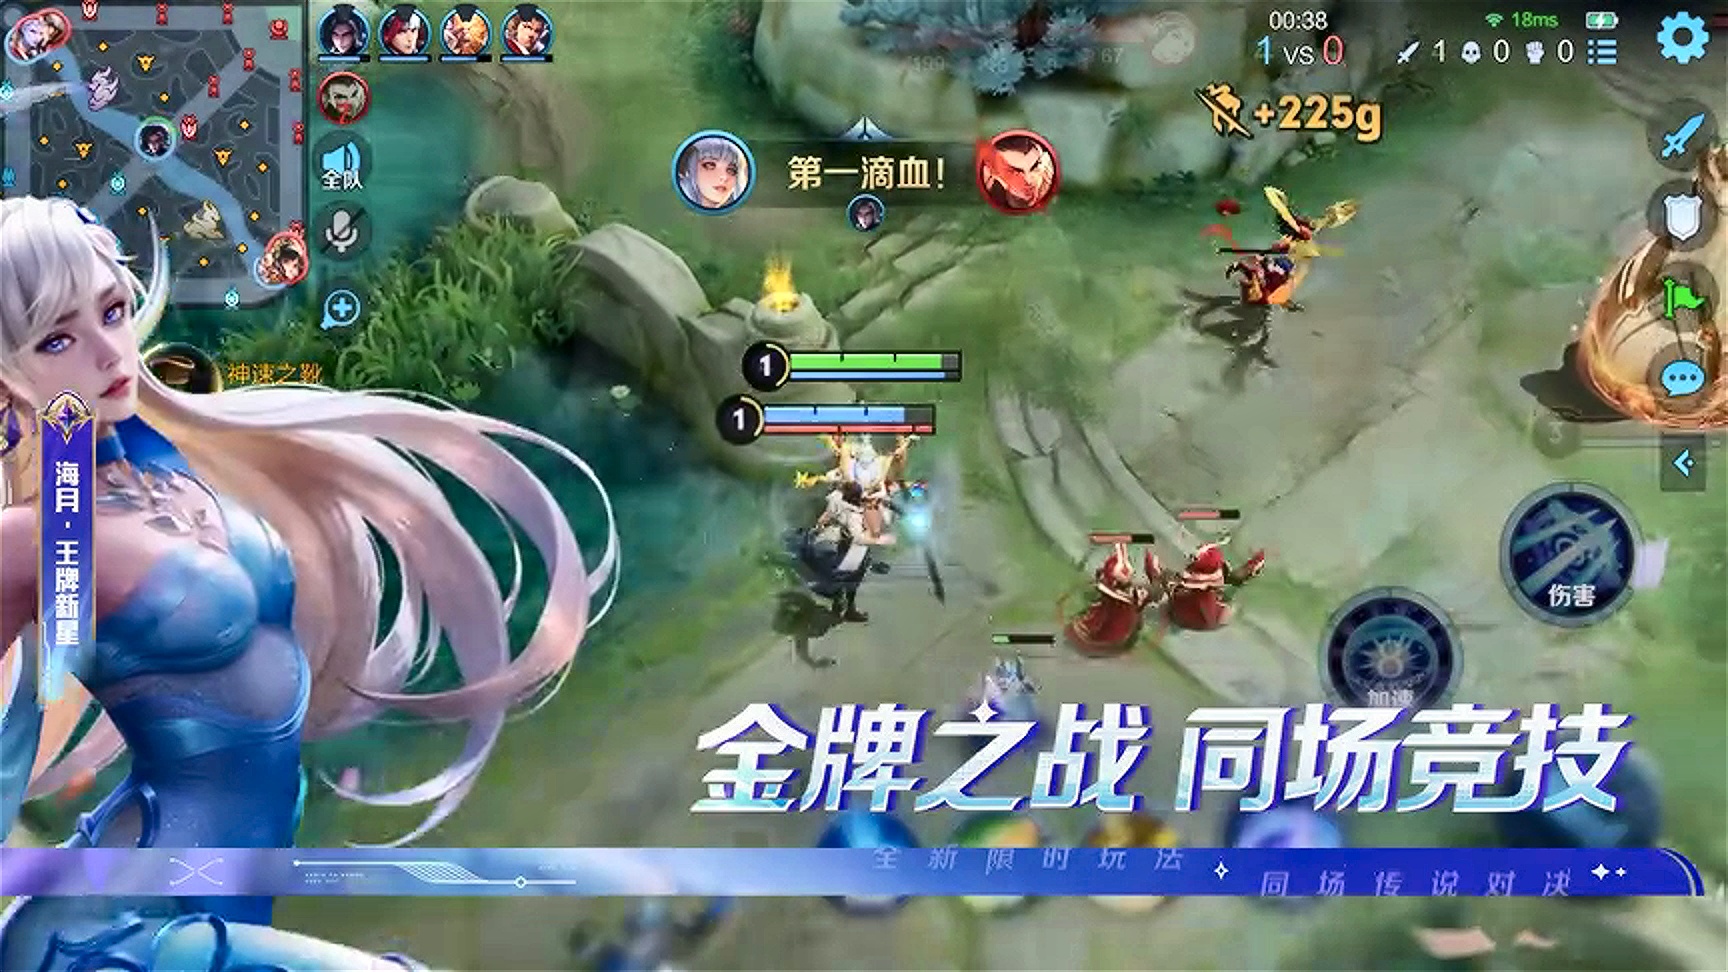 00:38
18ms
1 VS 0
1 0 0
+225g
第一滴血！
全队
神速之靴
1
1
海月·王牌新星
伤害
加速
金牌之战 同场竞技
全新限时玩法
同场传说对决